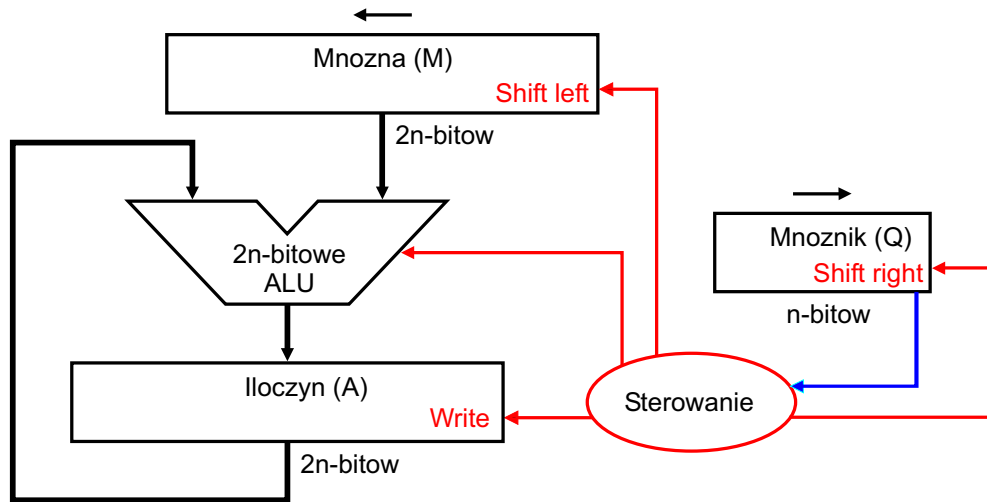 Mnozna (M)
Shift left
2n-bitow
2n-bitowe
ALU
Mnoznik (Q)
Shift right
n-bitow
Iloczyn (A)
Write
Sterowanie
2n-bitow